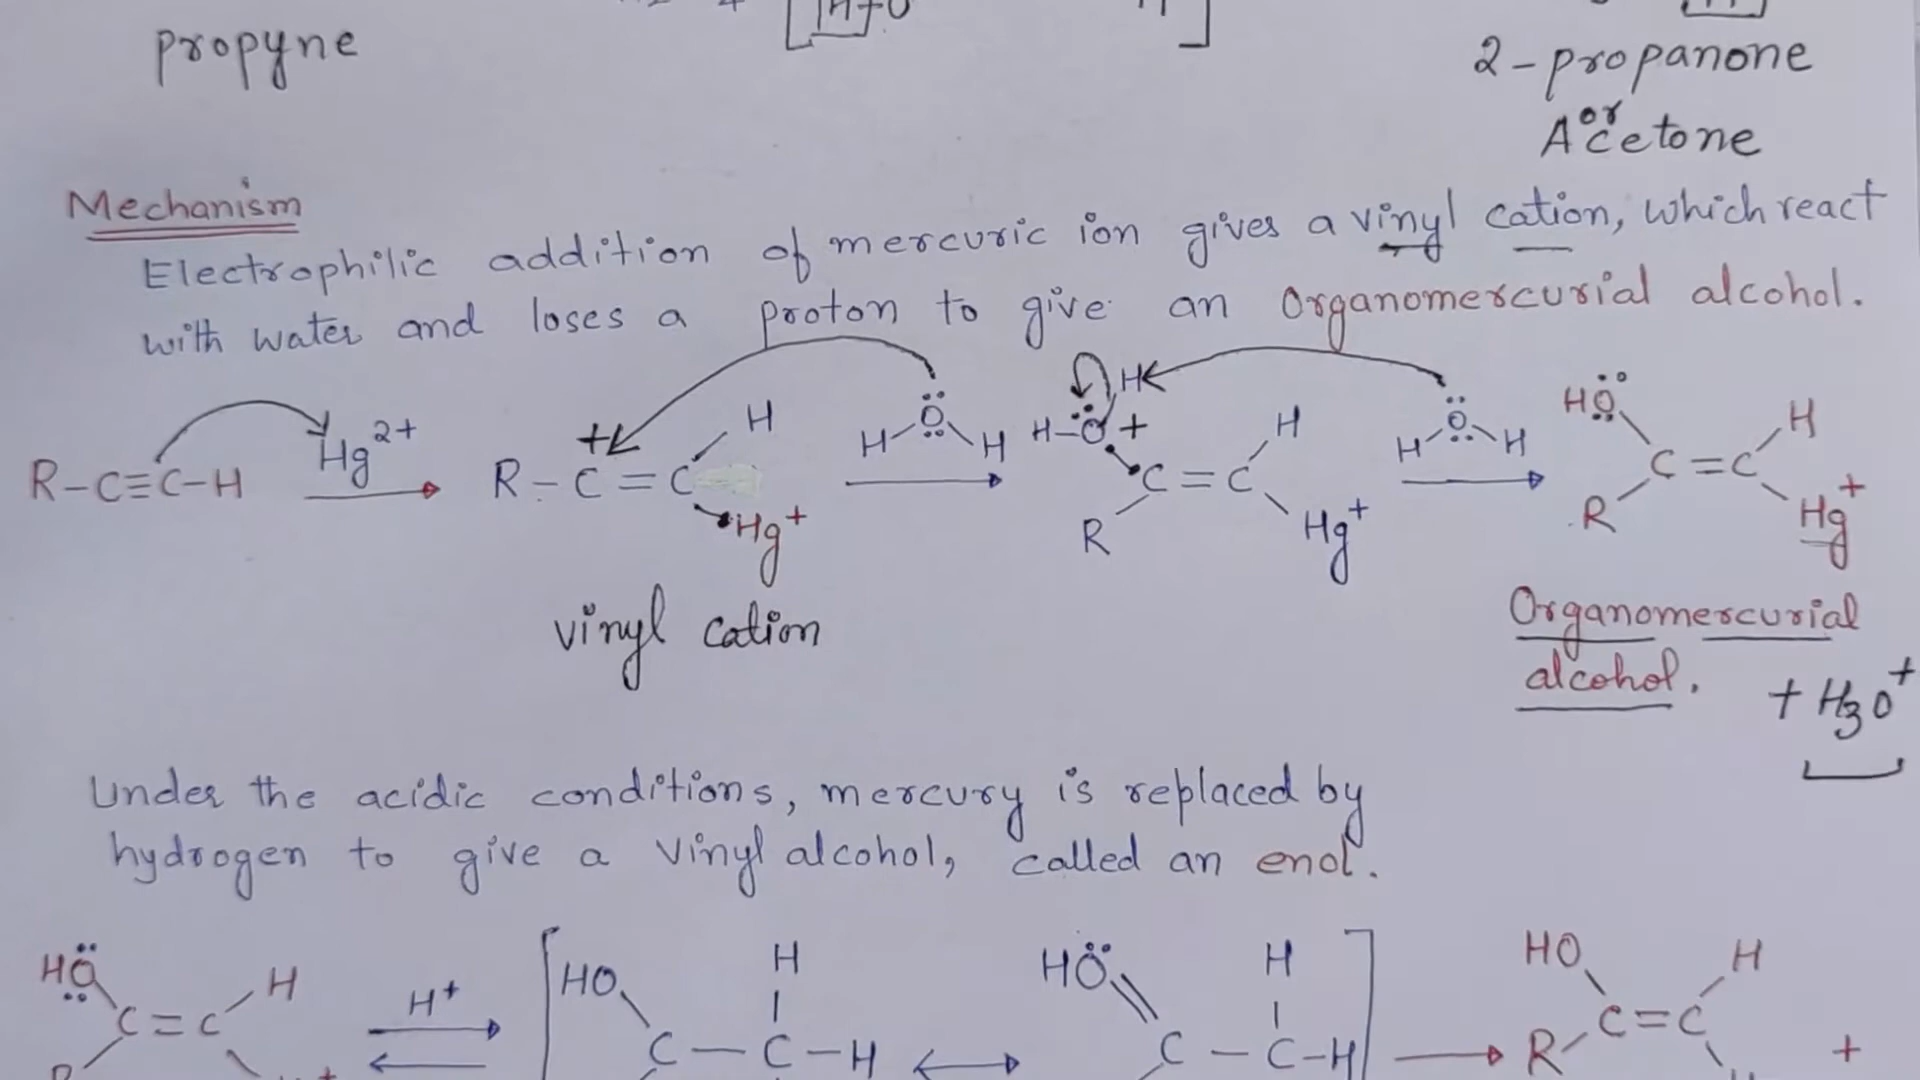 propyne
2-propanone
or
Acetone
Mechanism
Electrophilic addition of mercuric ion gives a vinyl cation, which react
with water and loses a proton to give an Organomercurial alcohol.
R-C≡C-H Hg2+ R-C+=C H Hg+ H-O-H H-O+ H C=C H R Hg+ H-O-H HO C=C H R Hg+
vinyl cation
Organomercurial
alcohol. + H3O+
Under the acidic conditions, mercury is replaced by
hydrogen to give a vinyl alcohol, called an enol.
HO C=C H H+ [HO C-C-H H ↔ HO C-C-H H] HO R C=C H +